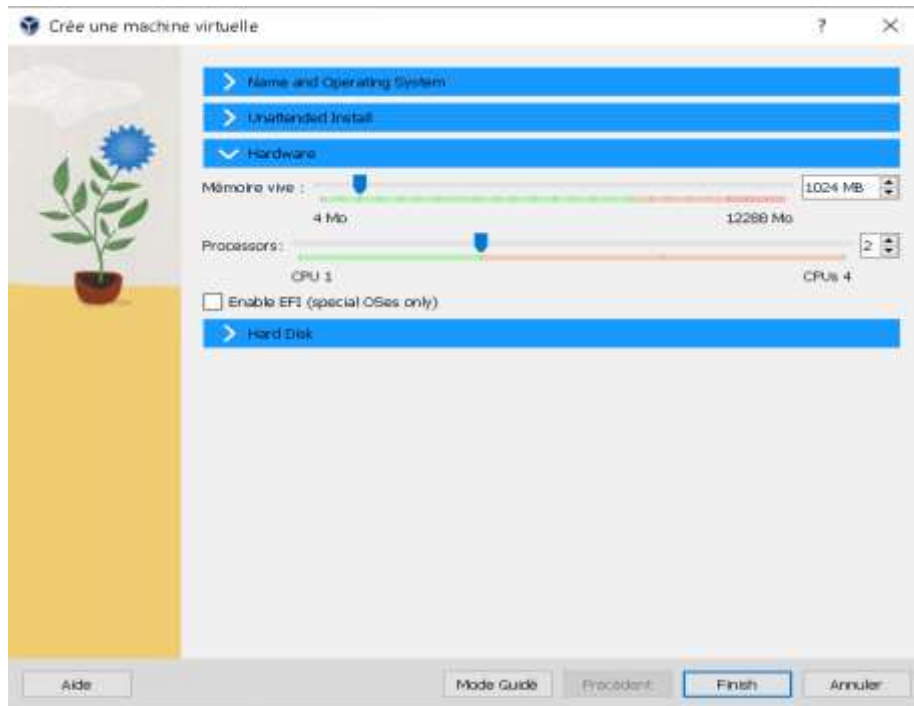 Crèe une machine virtuelle
Name and Operating System
Unattended Install
Hardware
Mémoire vive : 1024 MB
4 Mo 12288 Mo
Processors: 2
CPU 1 CPUs 4
Enable EFI (special OSes only)
Hard Disk
Aide Mode Guidé Précédent Finish Annuler